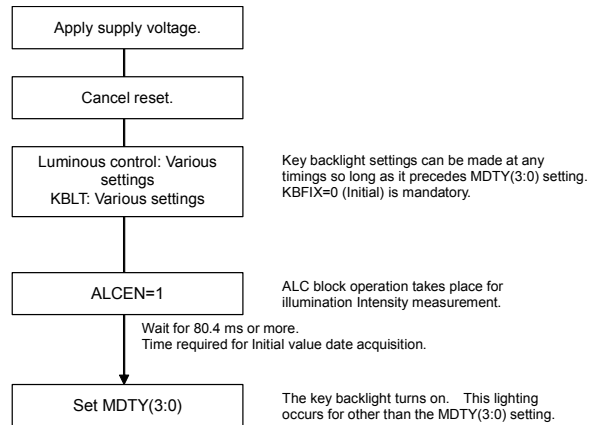 Apply supply voltage.
Cancel reset.
Luminous control: Various
settings
KBLT: Various settings
Key backlight settings can be made at any
timings so long as it precedes MDTY(3:0) setting.
KBFIX=0 (Initial) is mandatory.
ALCEN=1
ALC block operation takes place for
illumination Intensity measurement.
Wait for 80.4 ms or more.
Time required for Initial value date acquisition.
Set MDTY(3:0)
The key backlight turns on. This lighting
occurs for other than the MDTY(3:0) setting.